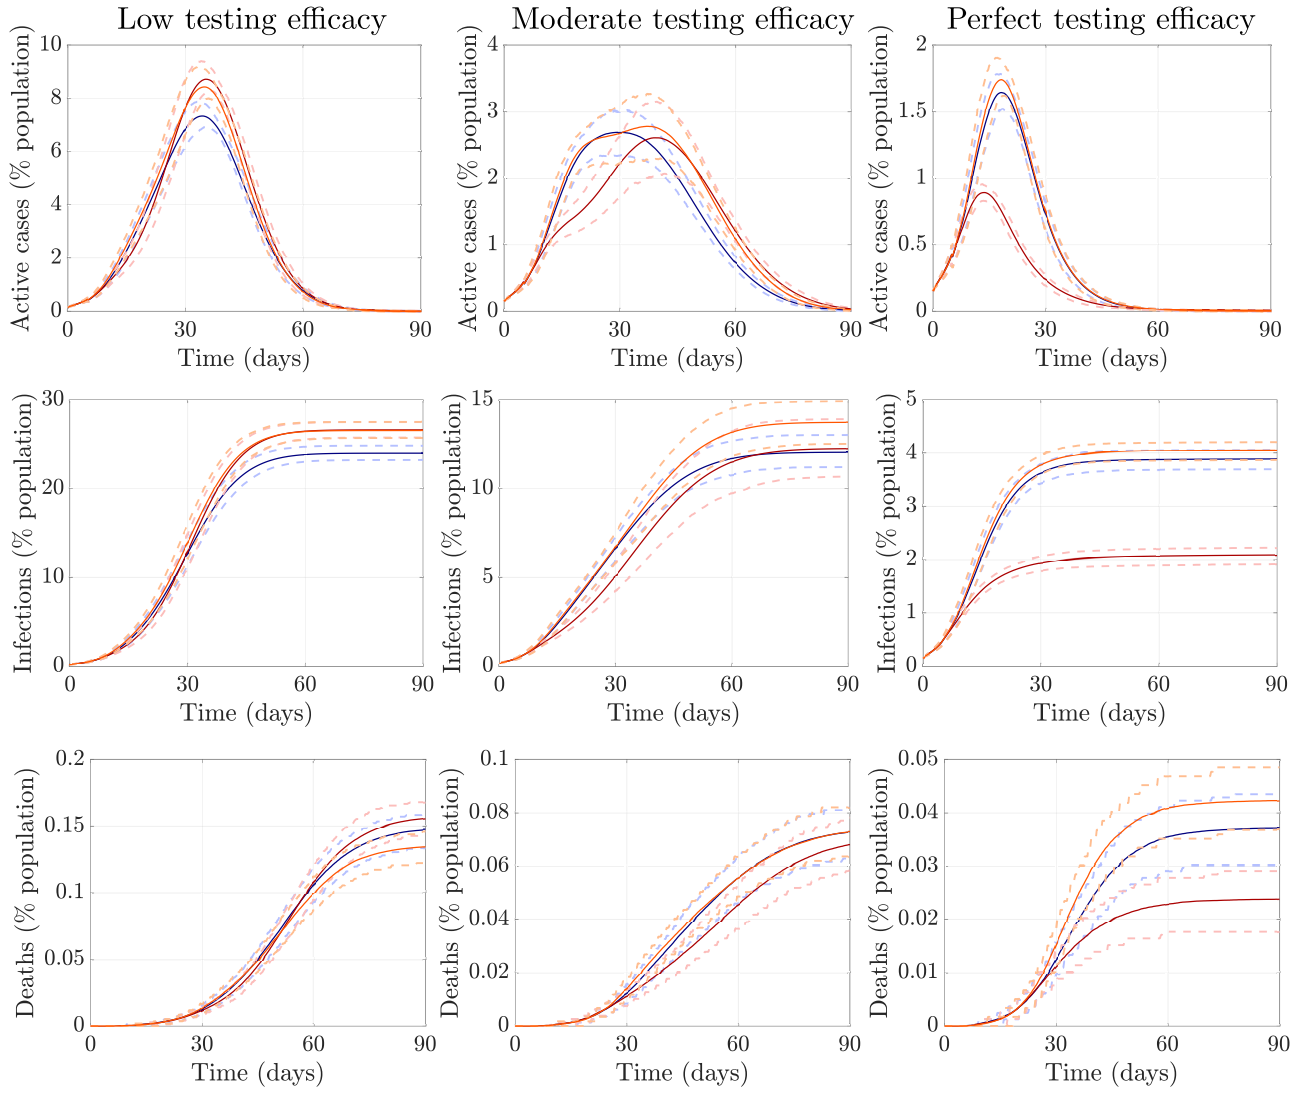 Low testing efficacy
Moderate testing efficacy
Perfect testing efficacy
Active cases (% population)
10
8
6
4
2
0
0 30 60 90
Time (days)
Active cases (% population)
4
3
2
1
0
0 30 60 90
Time (days)
Active cases (% population)
2
1.5
1
0.5
0
0 30 60 90
Time (days)
Infections (% population)
30
20
10
0
0 30 60 90
Time (days)
Infections (% population)
15
10
5
0
0 30 60 90
Time (days)
Infections (% population)
5
4
3
2
1
0
0 30 60 90
Time (days)
Deaths (% population)
0.2
0.15
0.1
0.05
0
0 30 60 90
Time (days)
Deaths (% population)
0.1
0.08
0.06
0.04
0.02
0
0 30 60 90
Time (days)
Deaths (% population)
0.05
0.04
0.03
0.02
0.01
0
0 30 60 90
Time (days)